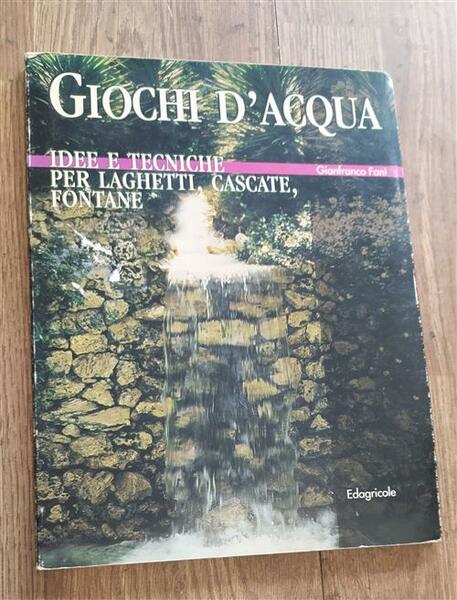 GIOCHI D'ACQUA
IDEE E TECNICHE
Gianfranco Fani
PER LAGHETTI, CASCATE,
FONTANE
Edagricole